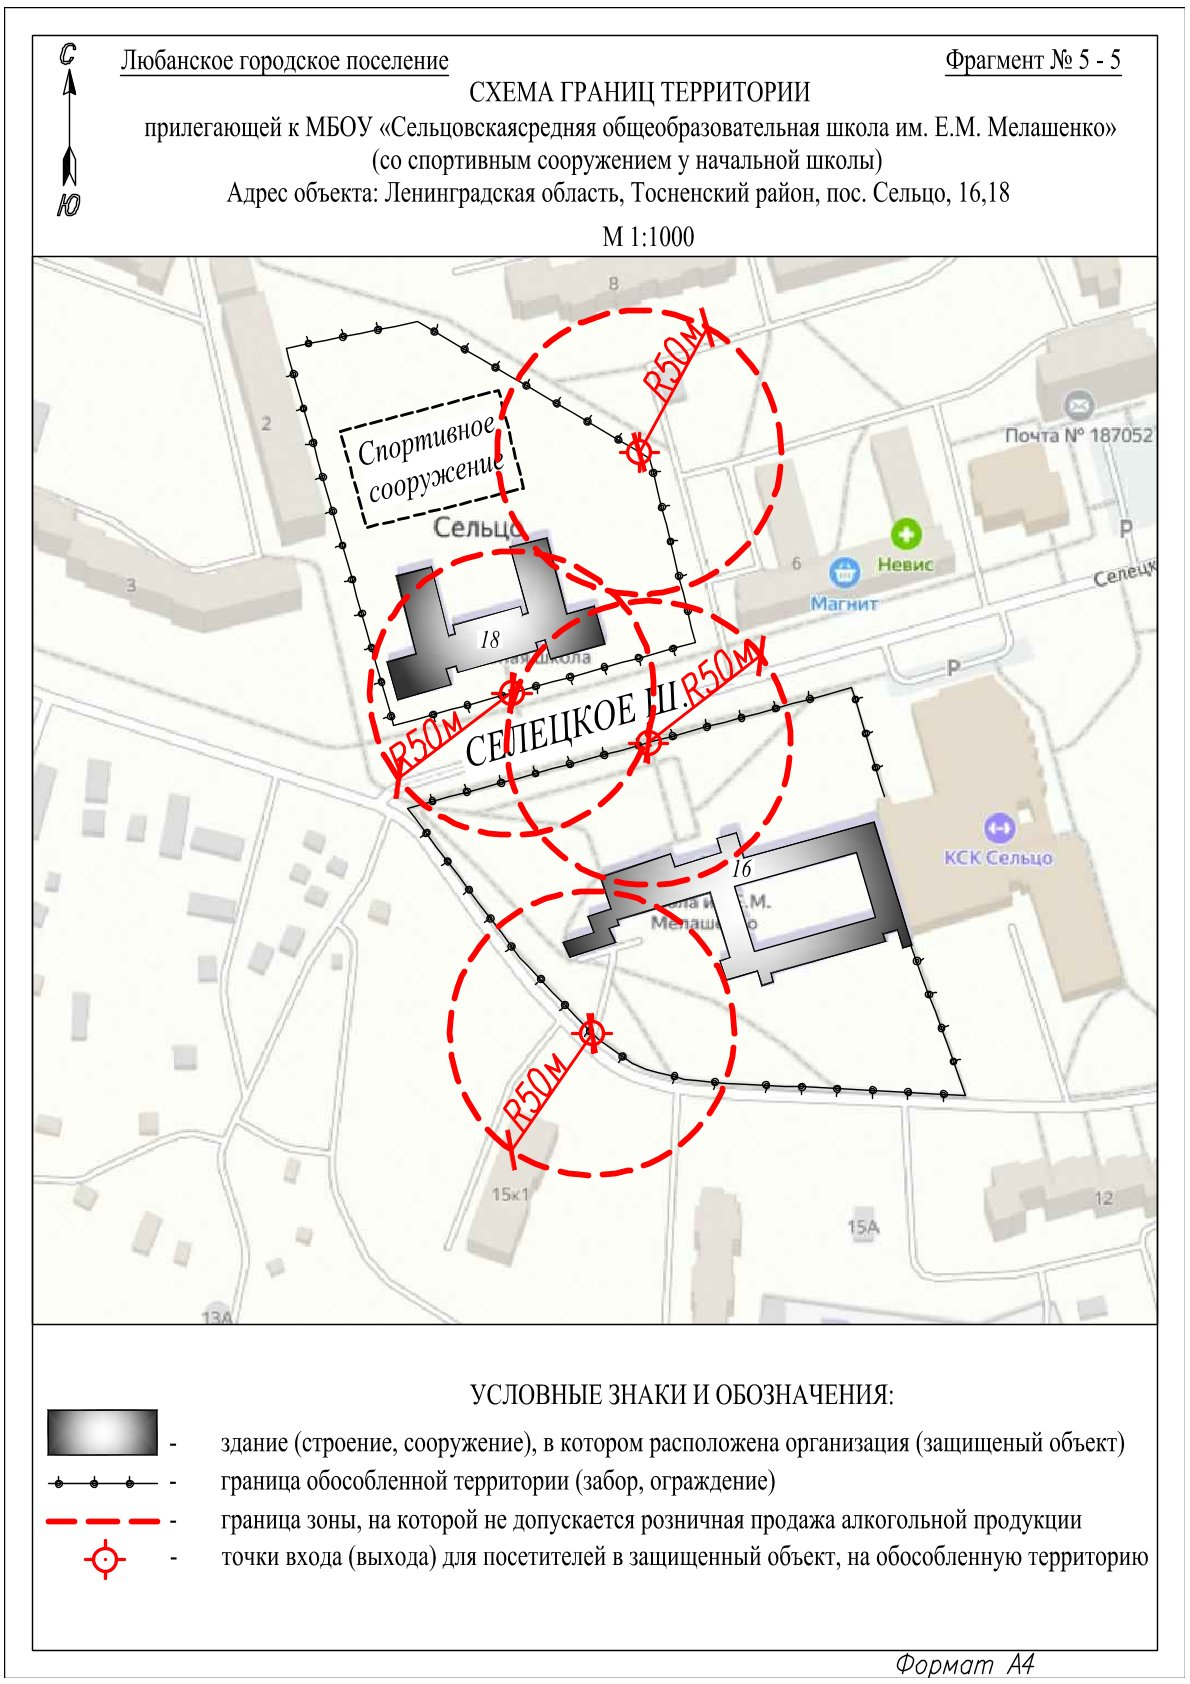 С
Ю
Любанское городское поселение
Фрагмент № 5 - 5
СХЕМА ГРАНИЦ ТЕРРИТОРИИ
прилегающей к МБОУ «Сельцовскаясредняя общеобразовательная школа им. Е.М. Мелашенко»
(со спортивным сооружением у начальной школы)
Адрес объекта: Ленинградская область, Тосненский район, пос. Сельцо, 16,18
М 1:1000
8
R50м
2
Спортивное
сооружение
Почта № 187052
Сельцо
Р
6
Невис
Магнит
Селецк
3
18
школа
Р
R50м
СЕЛЕЦКОЕ Ш.
R50м
КСК Сельцо
16
Е.М.
R50м
15к1
12
15А
13А
УСЛОВНЫЕ ЗНАКИ И ОБОЗНАЧЕНИЯ:
- здание (строение, сооружение), в котором расположена организация (защищеный объект)
- граница обособленной территории (забор, ограждение)
- граница зоны, на которой не допускается розничная продажа алкогольной продукции
- точки входа (выхода) для посетителей в защищенный объект, на обособленную территорию
Формат А4